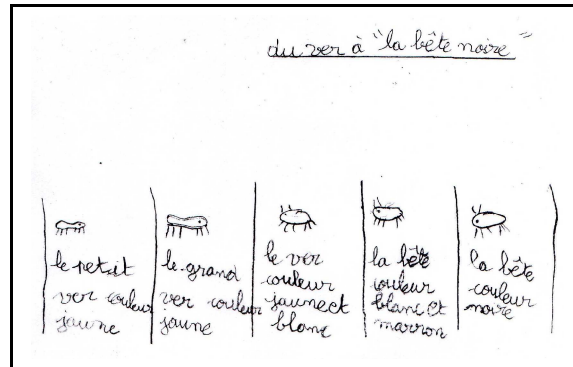 du ver à "la bête noire"
le petit
ver couleur
jaune
le grand
ver couleur
jaune
le ver
couleur
jaune et
blanc
la bête
couleur
blanc et
marron
la bête
couleur
noire